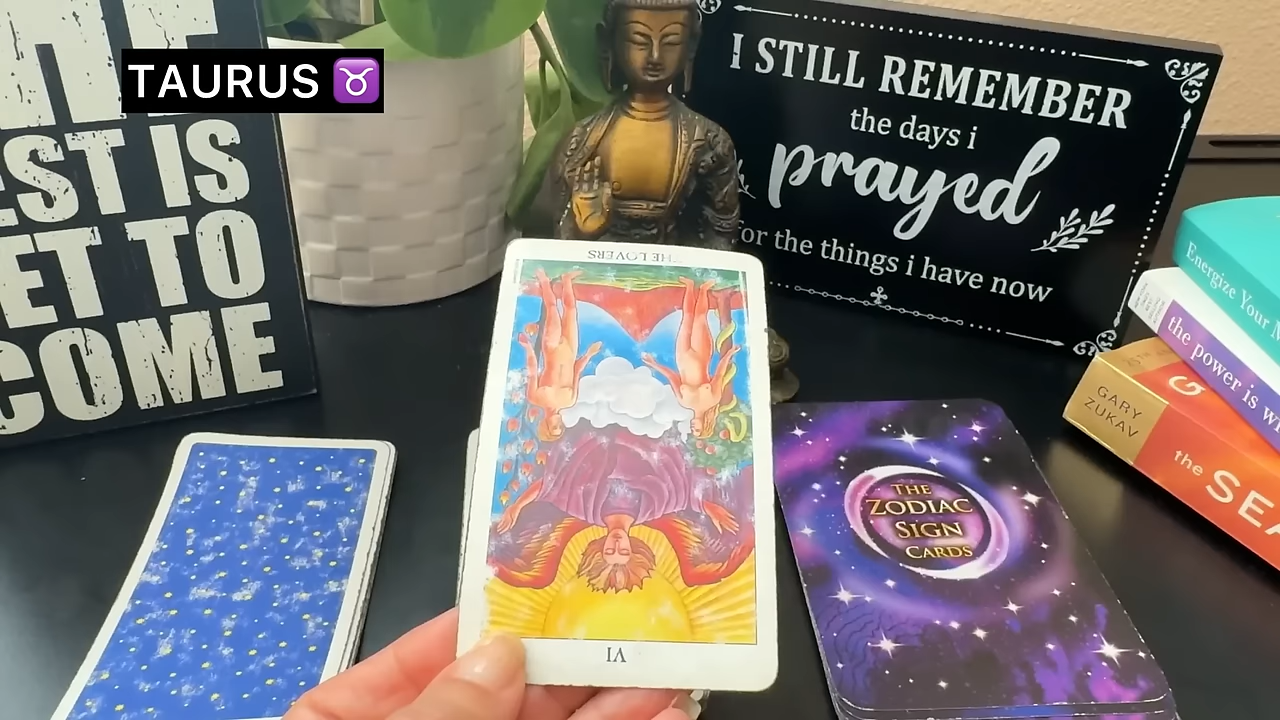 TAURUS ♉
HE
EST IS
ET TO
COME
I STILL REMEMBER
the days i
prayed
for the things i have now
THE LOVERS
VI
THE
ZODIAC
SIGN
CARDS
Energize Your
the power is
GARY
ZUKAV
the SEA